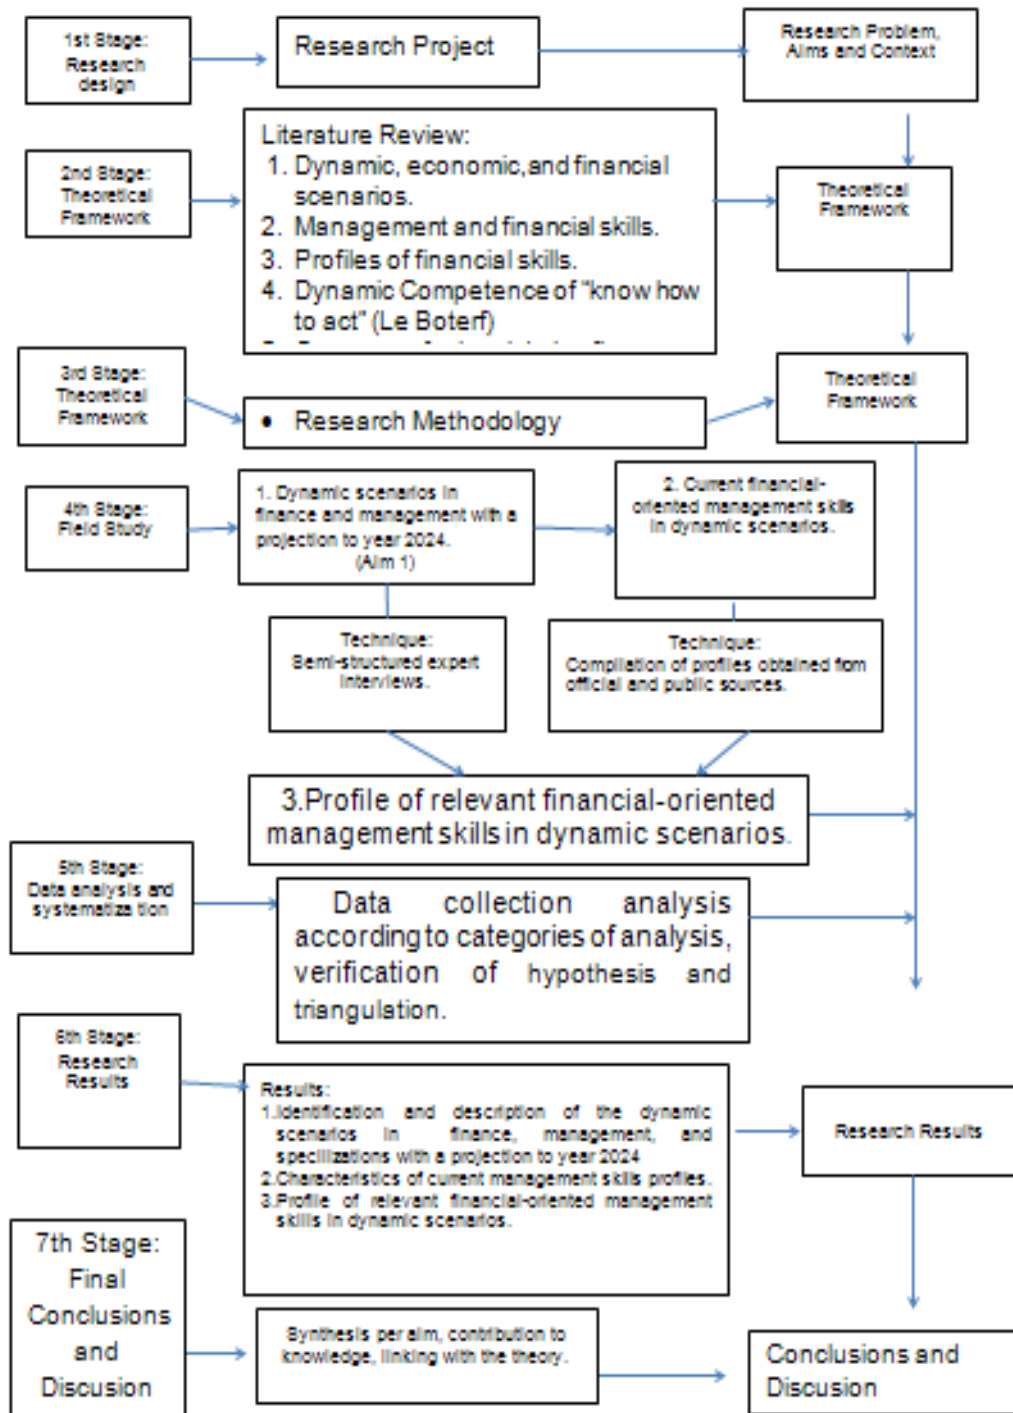 1st Stage:
Research
design
Research Project
Research Problem,
Aims and Context
2nd Stage:
Theoretical
Framework
Literature Review:
1. Dynamic, economic,and financial
scenarios.
2. Management and financial skills.
3. Profiles of financial skills.
4. Dynamic Competence of "know how
to act" (Le Boterf)
Theoretical
Framework
3rd Stage:
Theoretical
Framework
• Research Methodology
Theoretical
Framework
4th Stage:
Field Study
1. Dynamic scenarios in
finance and management with a
projection to year 2024.
(Aim 1)
2. Current financial-
oriented management skills
in dynamic scenarios.
Technique:
Semi-structured expert
interviews.
Technique:
Compilation of profiles obtained from
official and public sources.
3.Profile of relevant financial-oriented
management skills in dynamic scenarios.
5th Stage:
Data analysis and
systematization
Data collection analysis
according to categories of analysis,
verification of hypothesis and
triangulation.
6th Stage:
Research
Results
Results:
1.Identification and description of the dynamic
scenarios in finance, management, and
specilizations with a projection to year 2024
2.Characteristics of current management skills profiles.
3.Profile of relevant financial-oriented management
skills in dynamic scenarios.
Research Results
7th Stage:
Final
Conclusions
and
Discusion
Synthesis per aim, contribution to
knowledge, linking with the theory.
Conclusions and
Discusion